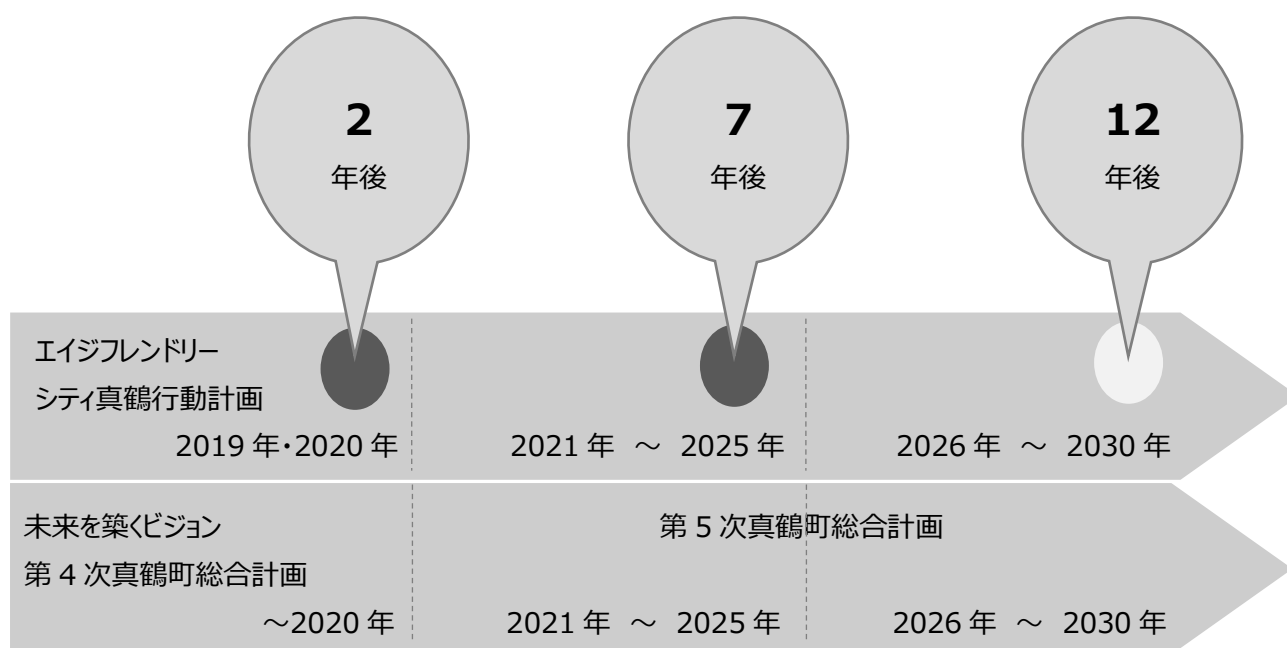 2
年後
7
年後
12
年後
エイジフレンドリー
シティ真鶴行動計画
2019 年・2020 年
2021 年 ～ 2025 年
2026 年 ～ 2030 年
未来を築くビジョン
第 4 次真鶴町総合計画
第 5 次真鶴町総合計画
～2020 年
2021 年 ～ 2025 年
2026 年 ～ 2030 年